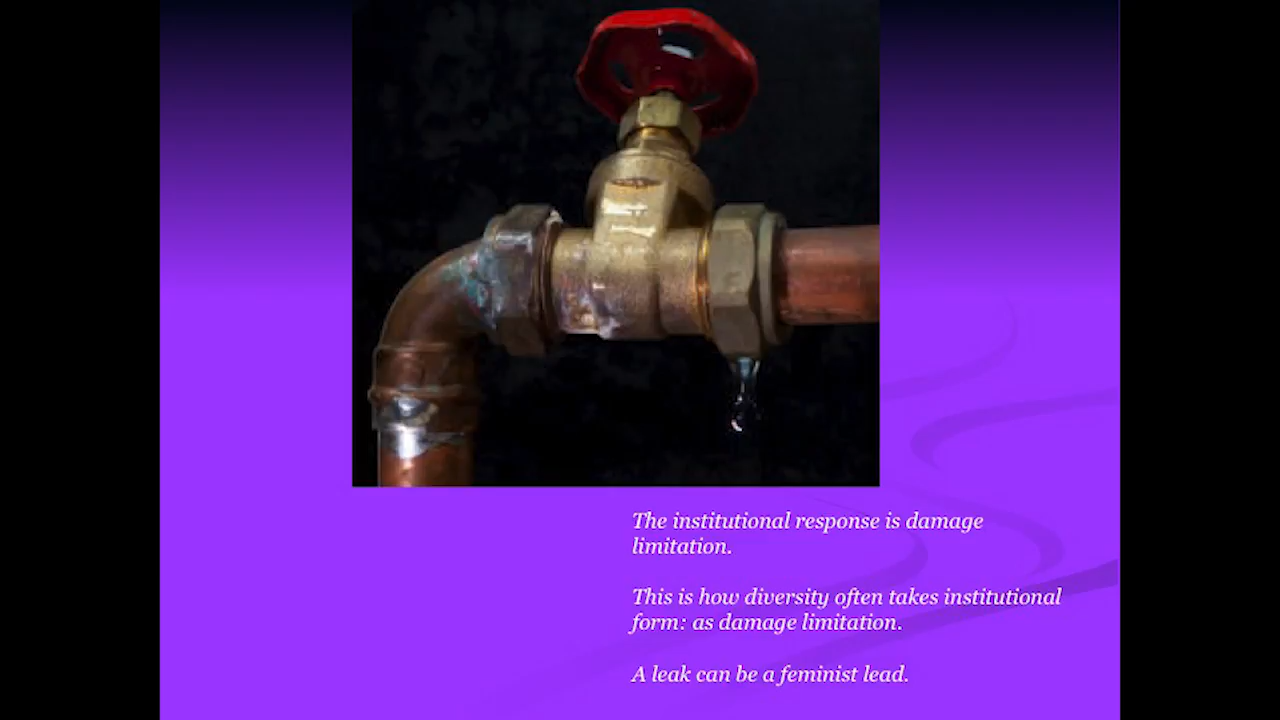 The institutional response is damage
limitation.
This is how diversity often takes institutional
form: as damage limitation.
A leak can be a feminist lead.